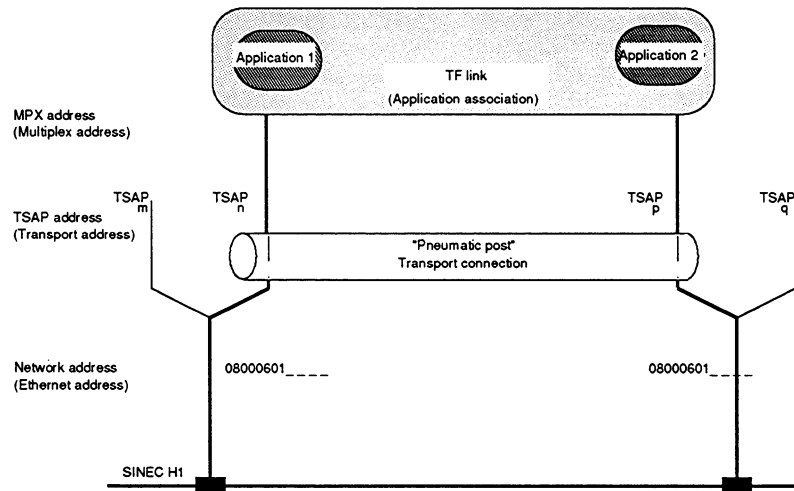 Application 1
Application 2
TF link
(Application association)
MPX address
(Multiplex address)
TSAP m
TSAP n
TSAP p
TSAP q
TSAP address
(Transport address)
"Pneumatic post"
Transport connection
Network address
(Ethernet address)
08000601_ _ _ _
08000601_ _ _ _
SINEC H1